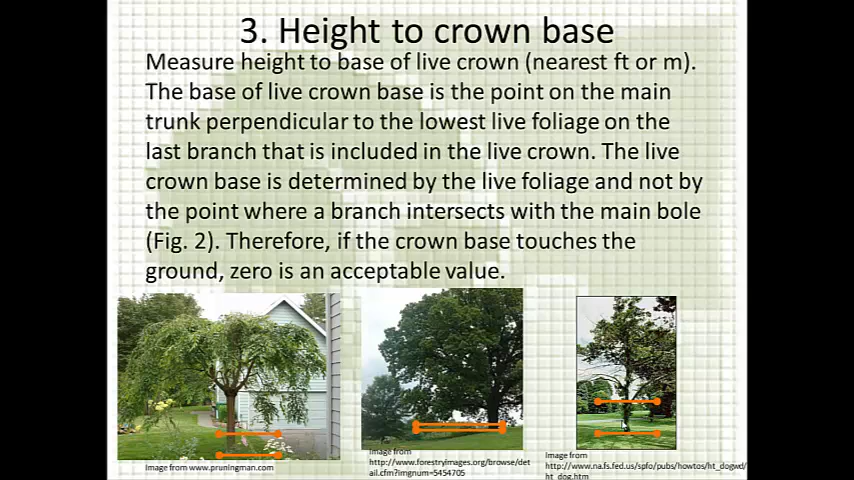 3. Height to crown base
Measure height to base of live crown (nearest ft or m).
The base of live crown base is the point on the main
trunk perpendicular to the lowest live foliage on the
last branch that is included in the live crown. The live
crown base is determined by the live foliage and not by
the point where a branch intersects with the main bole
(Fig. 2). Therefore, if the crown base touches the
ground, zero is an acceptable value.
Image from www.pruningman.com
Image from
http://www.forestryimages.org/browse/det
ail.cfm?imgnum=5454705
Image from
http://www.na.fs.fed.us/spfo/pubs/howtos/ht_dogwd/
ht_dog.htm